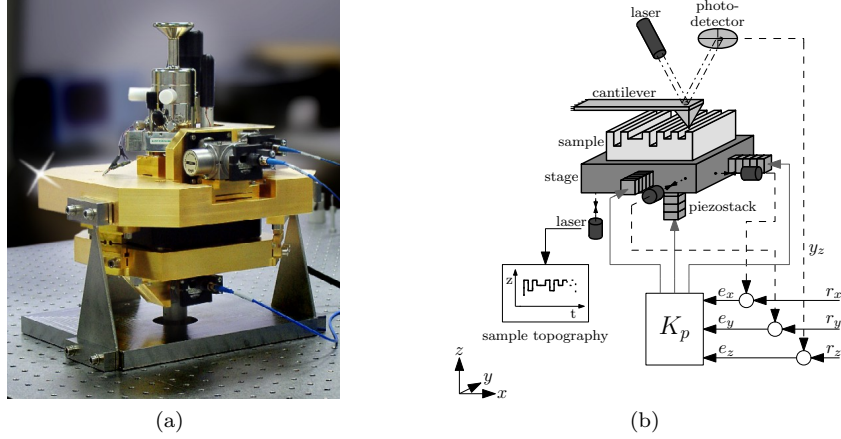 laser
photo-
detector
cantilever
sample
stage
piezostack
laser
y_z
z
t
sample topography
K_p
e_x
r_x
e_y
r_y
e_z
r_z
z
y
x
(a)
(b)